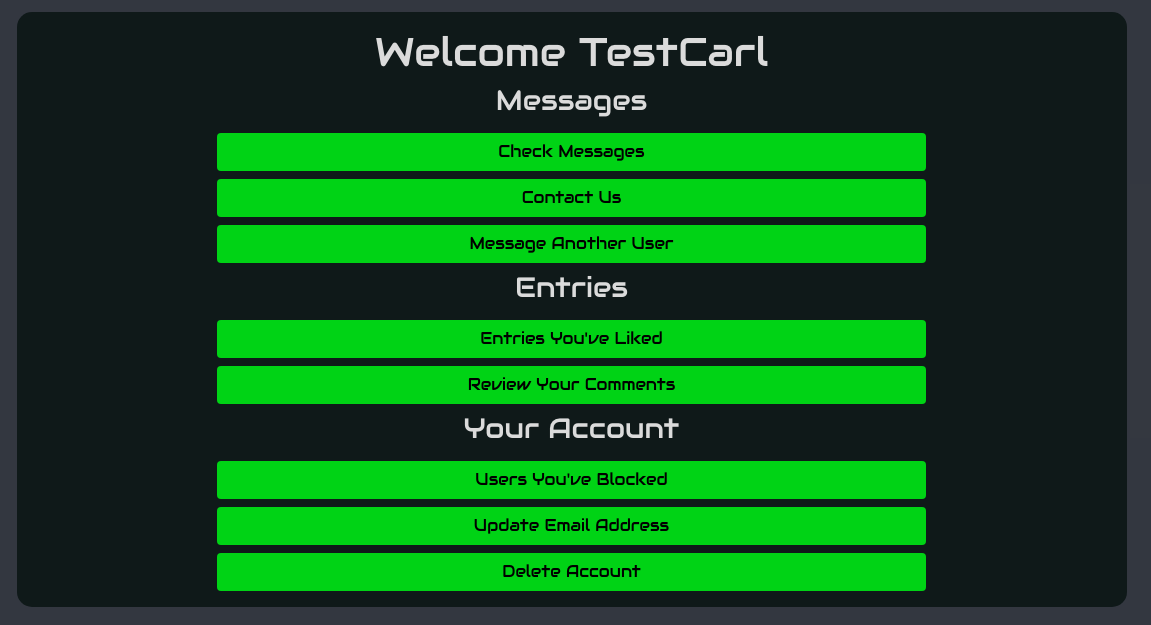 Welcome TestCarl
Messages
Check Messages
Contact Us
Message Another User
Entries
Entries You've Liked
Review Your Comments
Your Account
Users You've Blocked
Update Email Address
Delete Account